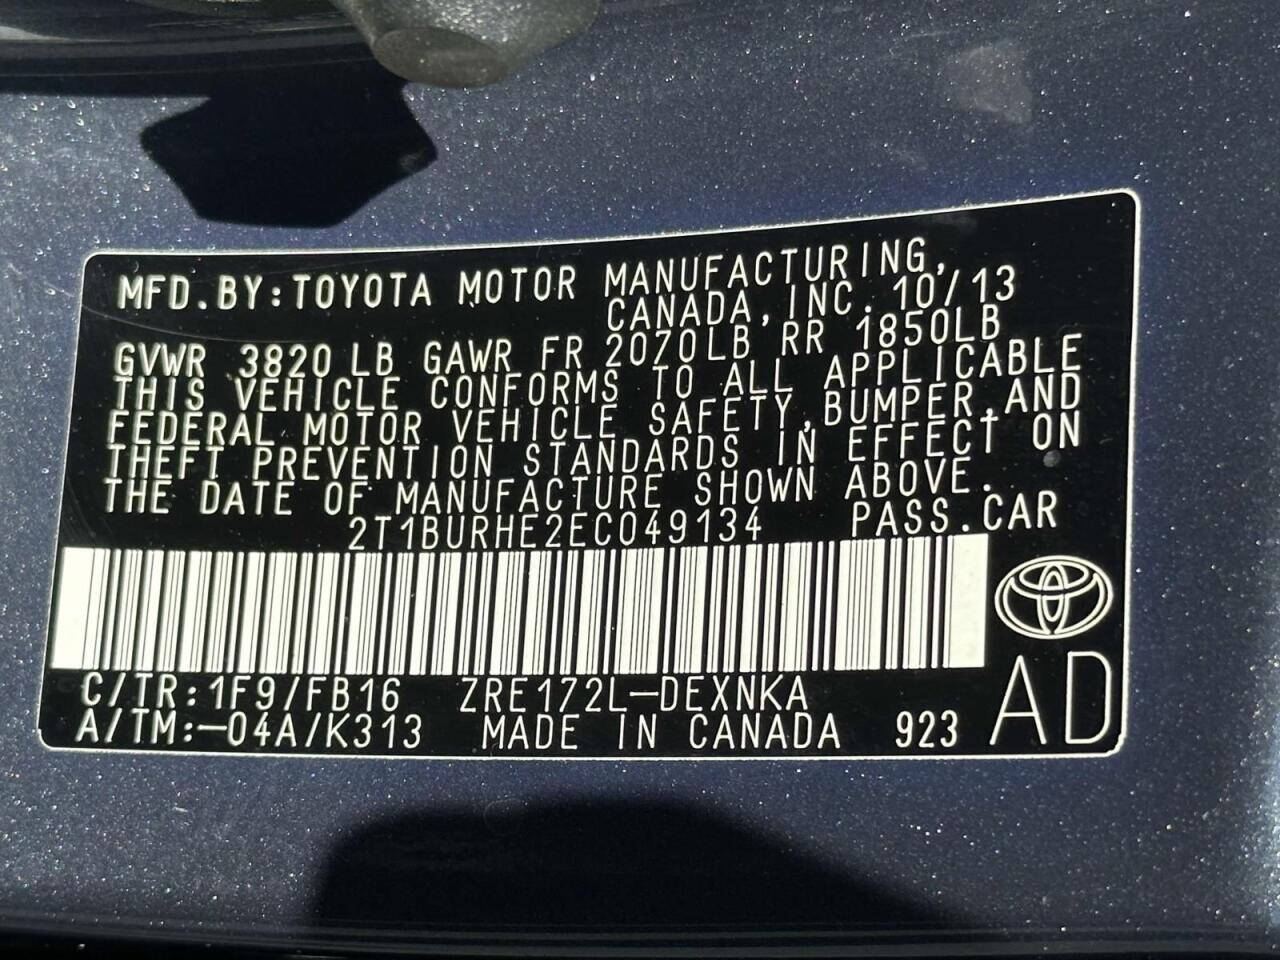 MFD.BY:TOYOTA MOTOR MANUFACTURING,
CANADA, INC. 10/13
GVWR 3820 LB GAWR FR 2070LB RR 1850LB
THIS VEHICLE CONFORMS TO ALL APPLICABLE
FEDERAL MOTOR VEHICLE SAFETY, BUMPER, AND
THEFT PREVENTION STANDARDS IN EFFECT ON
THE DATE OF MANUFACTURE SHOWN ABOVE.
2T1BURHE2EC049134 PASS.CAR
C/TR:1F9/FB16 ZRE172L-DEXNKA
A/TM:-04A/K313 MADE IN CANADA 923 AD